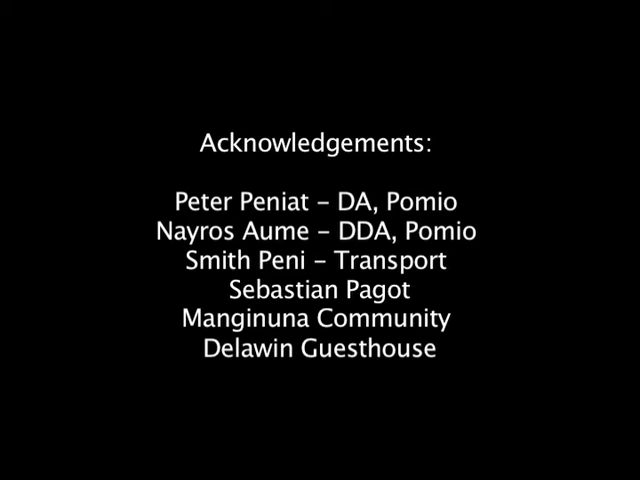 Acknowledgements:
Peter Peniat - DA, Pomio
Nayros Aume - DDA, Pomio
Smith Peni - Transport
Sebastian Pagot
Manginuna Community
Delawin Guesthouse